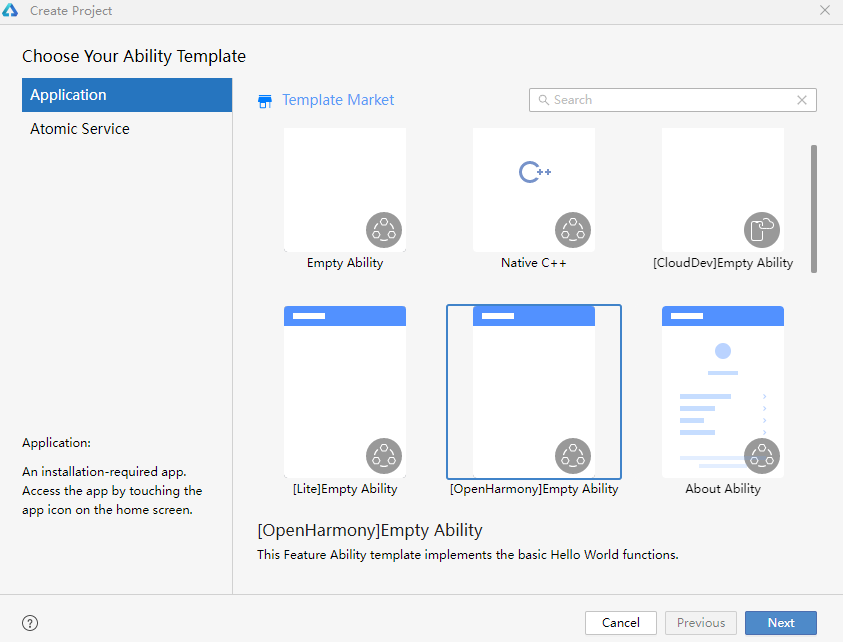 Create Project
Choose Your Ability Template
Application
Atomic Service
Template Market
Search
C++
Empty Ability
Native C++
[CloudDev]Empty Ability
[Lite]Empty Ability
[OpenHarmony]Empty Ability
About Ability
Application:
An installation-required app.
Access the app by touching the
app icon on the home screen.
[OpenHarmony]Empty Ability
This Feature Ability template implements the basic Hello World functions.
?
Cancel
Previous
Next